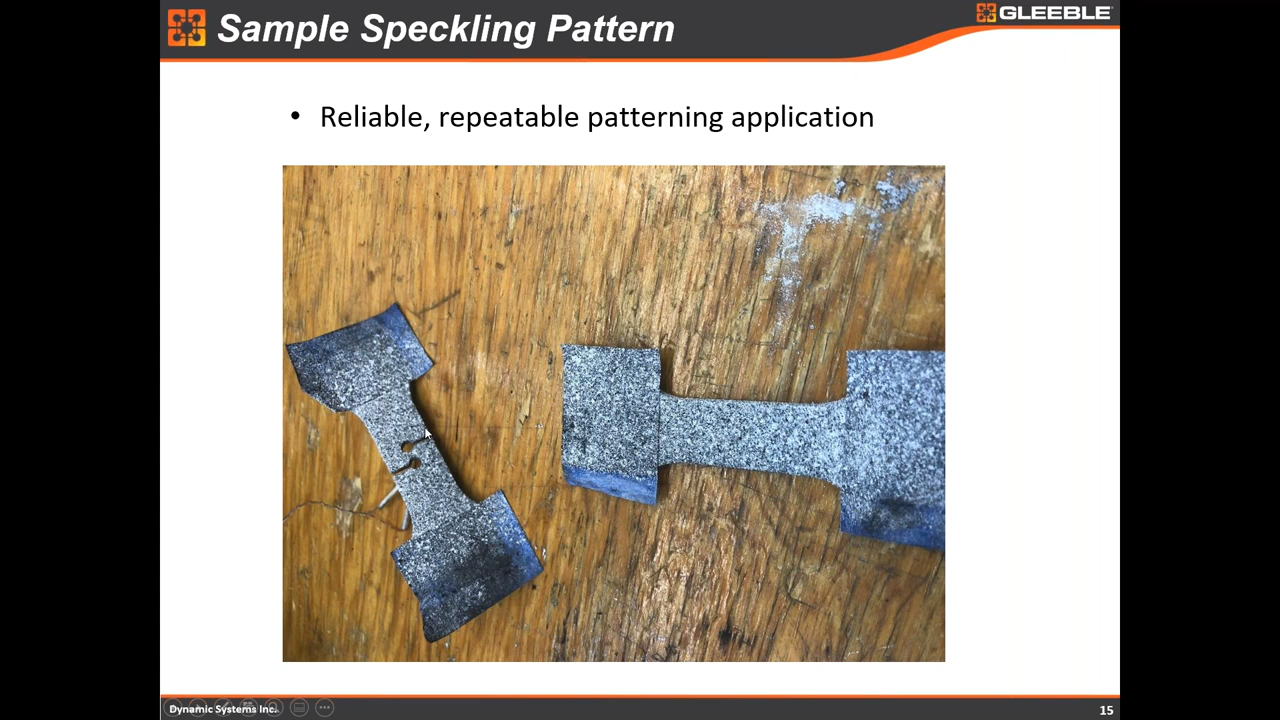 Sample Speckling Pattern
GLEEBLE
• Reliable, repeatable patterning application
Dynamic Systems Inc.
15